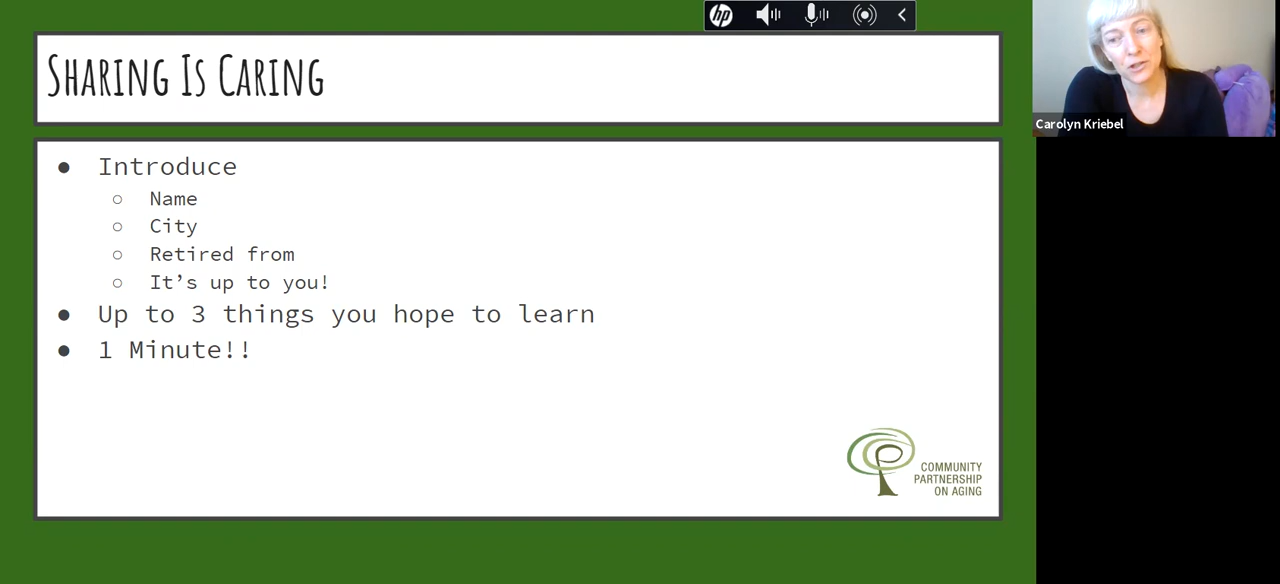 hp
Sharing Is Caring
Carolyn Kriebel
● Introduce
○ Name
○ City
○ Retired from
○ It’s up to you!
● Up to 3 things you hope to learn
● 1 Minute!!
COMMUNITY
PARTNERSHIP
ON AGING